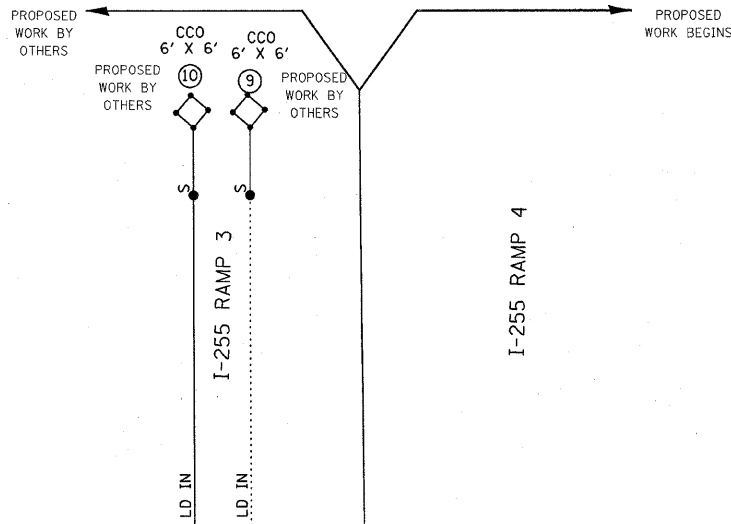 PROPOSED
WORK BY
OTHERS
PROPOSED
WORK BEGINS
CCO
6' X 6'
CCO
6' X 6'
PROPOSED
WORK BY
OTHERS
10
9
PROPOSED
WORK BY
OTHERS
S
S
I-255 RAMP 3
I-255 RAMP 4
LD IN
LD IN